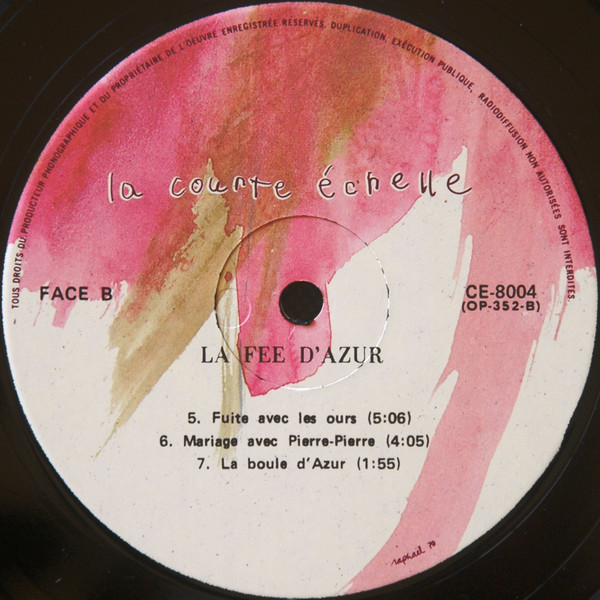 TOUS DROITS DU PRODUCTEUR PHONOGRAPHIQUE ET DU PROPRIÉTAIRE DE L'OEUVRE ENREGISTRÉE RÉSERVÉS. DUPLICATION, EXÉCUTION PUBLIQUE, RADIODIFFUSION NON AUTORISÉES SONT INTERDITES.
la courte échelle
FACE B
CE-8004
(OP-352-B)
LA FEE D'AZUR
5. Fuite avec les ours (5:06)
6. Mariage avec Pierre-Pierre (4:05)
7. La boule d'Azur (1:55)
raphaël 79